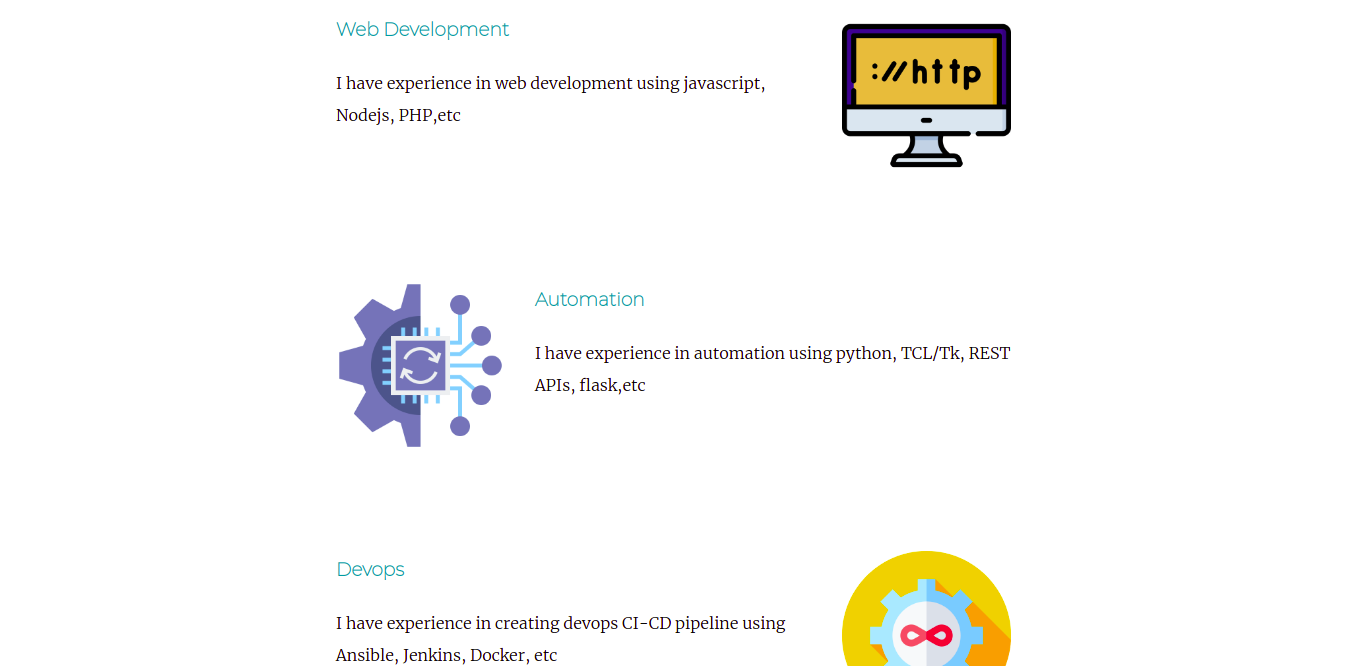 Web Development
I have experience in web development using javascript,
Nodejs, PHP,etc
://http
Automation
I have experience in automation using python, TCL/Tk, REST
APIs, flask,etc
Devops
I have experience in creating devops CI-CD pipeline using
Ansible, Jenkins, Docker, etc